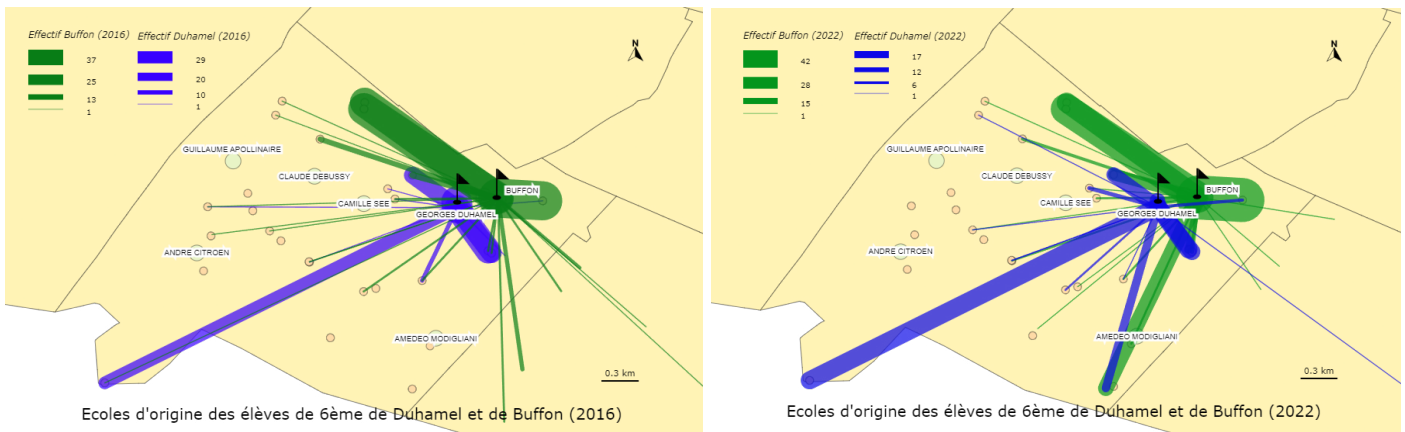 Effectif Buffon (2016)
Effectif Duhamel (2016)
37
29
25
20
13
10
1
1
N
GUILLAUME APOLLINAIRE
CLAUDE DEBUSSY
BUFFON
CAMILLE SEE
GEORGES DUHAMEL
ANDRE CITROEN
AMEDEO MODIGLIANI
0.3 km
Ecoles d'origine des élèves de 6ème de Duhamel et de Buffon (2016)
Effectif Buffon (2022)
Effectif Duhamel (2022)
42
17
28
12
15
6
1
1
N
GUILLAUME APOLLINAIRE
CLAUDE DEBUSSY
BUFFON
CAMILLE SEE
GEORGES DUHAMEL
ANDRE CITROEN
AMEDEO MODIGLIANI
0.3 km
Ecoles d'origine des élèves de 6ème de Duhamel et de Buffon (2022)